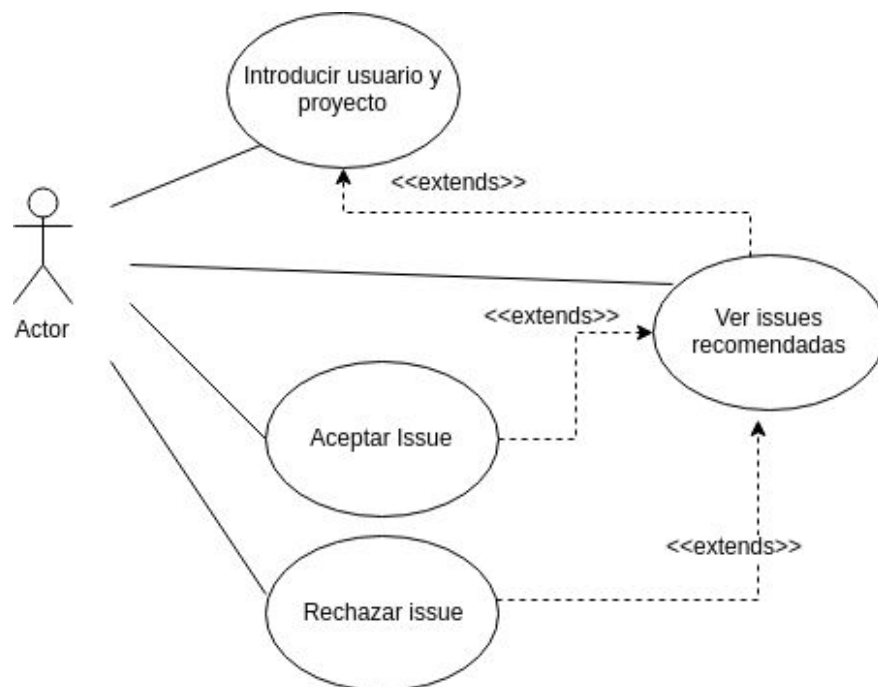 Introducir usuario y
proyecto
<<extends>>
Actor
<<extends>>
Ver issues
recomendadas
Aceptar Issue
<<extends>>
Rechazar issue